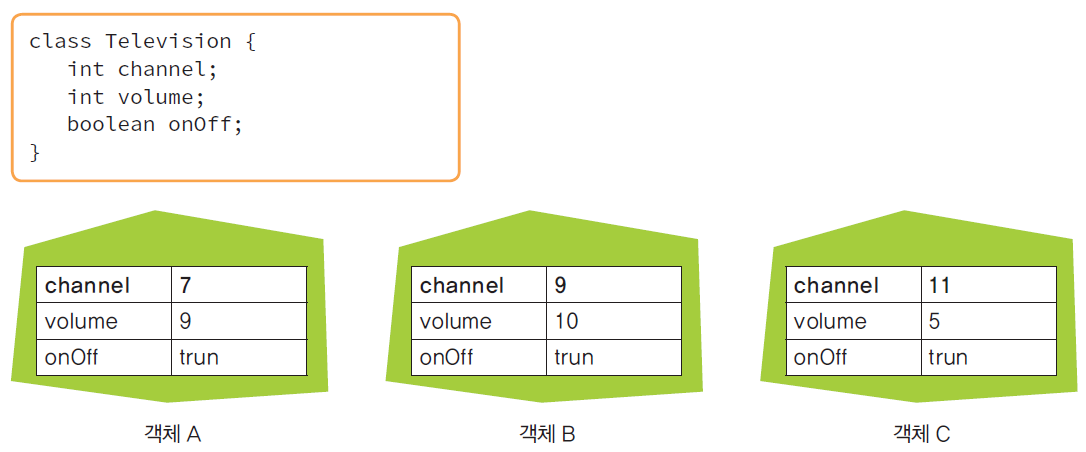 class Television {
int channel;
int volume;
boolean onOff;
}
channel 7
volume 9
onOff trun
객체 A
channel 9
volume 10
onOff trun
객체 B
channel 11
volume 5
onOff trun
객체 C